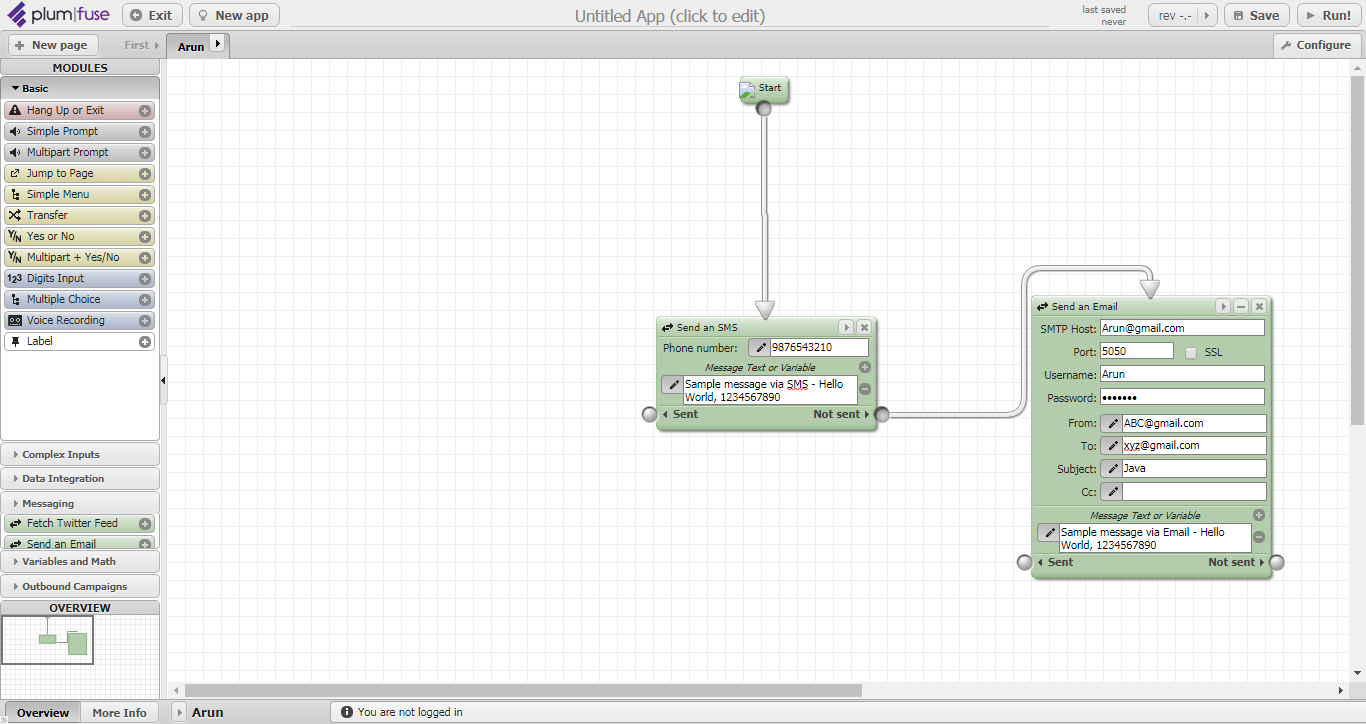 plum|fuse
Exit
New app
Untitled App (click to edit)
last saved
never
rev -.-
Save
Run!
New page
First
Arun
Configure
MODULES
Basic
Hang Up or Exit
Simple Prompt
Multipart Prompt
Jump to Page
Simple Menu
Transfer
Y/N Yes or No
Y/N Multipart + Yes/No
123 Digits Input
Multiple Choice
Voice Recording
Label
Complex Inputs
Data Integration
Messaging
Fetch Twitter Feed
Send an Email
Variables and Math
Outbound Campaigns
OVERVIEW
Overview
More Info
Start
Send an SMS
Phone number: 9876543210
Message Text or Variable
Sample message via SMS - Hello
World, 1234567890
Sent
Not sent
Send an Email
SMTP Host: Arun@gmail.com
Port: 5050 SSL
Username: Arun
Password: •••••••
From: ABC@gmail.com
To: xyz@gmail.com
Subject: Java
Cc:
Message Text or Variable
Sample message via Email - Hello
World, 1234567890
Sent
Not sent
Arun
You are not logged in